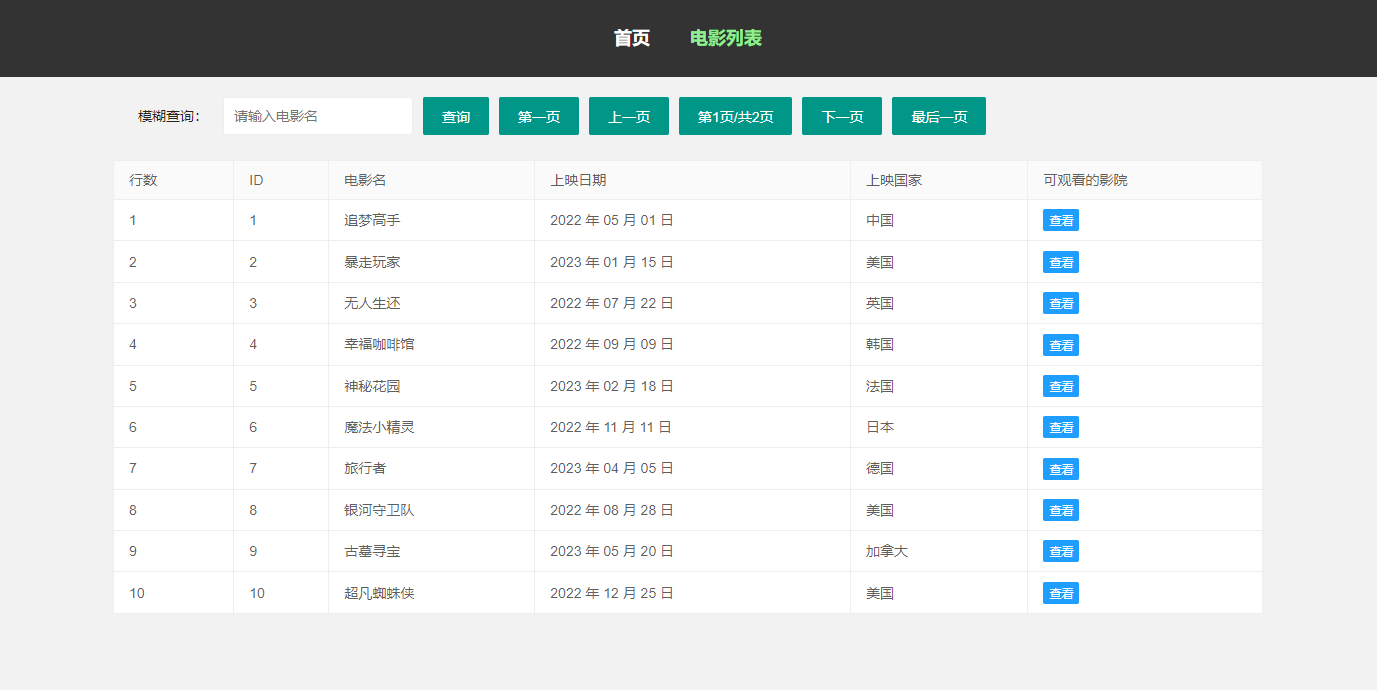 首页 电影列表
模糊查询： 请输入电影名 查询 第一页 上一页 第1页/共2页 下一页 最后一页
行数 ID 电影名 上映日期 上映国家 可观看的影院
1 1 追梦高手 2022 年 05 月 01 日 中国 查看
2 2 暴走玩家 2023 年 01 月 15 日 美国 查看
3 3 无人生还 2022 年 07 月 22 日 英国 查看
4 4 幸福咖啡馆 2022 年 09 月 09 日 韩国 查看
5 5 神秘花园 2023 年 02 月 18 日 法国 查看
6 6 魔法小精灵 2022 年 11 月 11 日 日本 查看
7 7 旅行者 2023 年 04 月 05 日 德国 查看
8 8 银河守卫队 2022 年 08 月 28 日 美国 查看
9 9 古墓寻宝 2023 年 05 月 20 日 加拿大 查看
10 10 超凡蜘蛛侠 2022 年 12 月 25 日 美国 查看